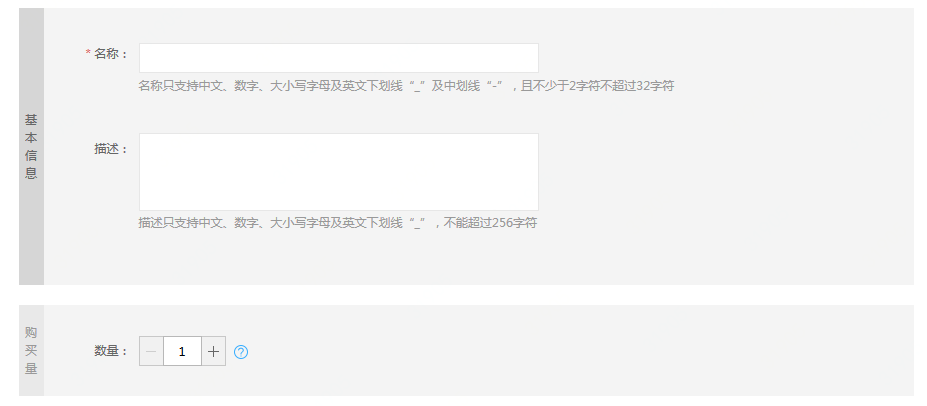 基本信息
* 名称：
名称只支持中文、数字、大小写字母及英文下划线“_”及中划线“-”，且不少于2字符不超过32字符
描述：
描述只支持中文、数字、大小写字母及英文下划线“_”，不能超过256字符
购买量
数量： － 1 + ?